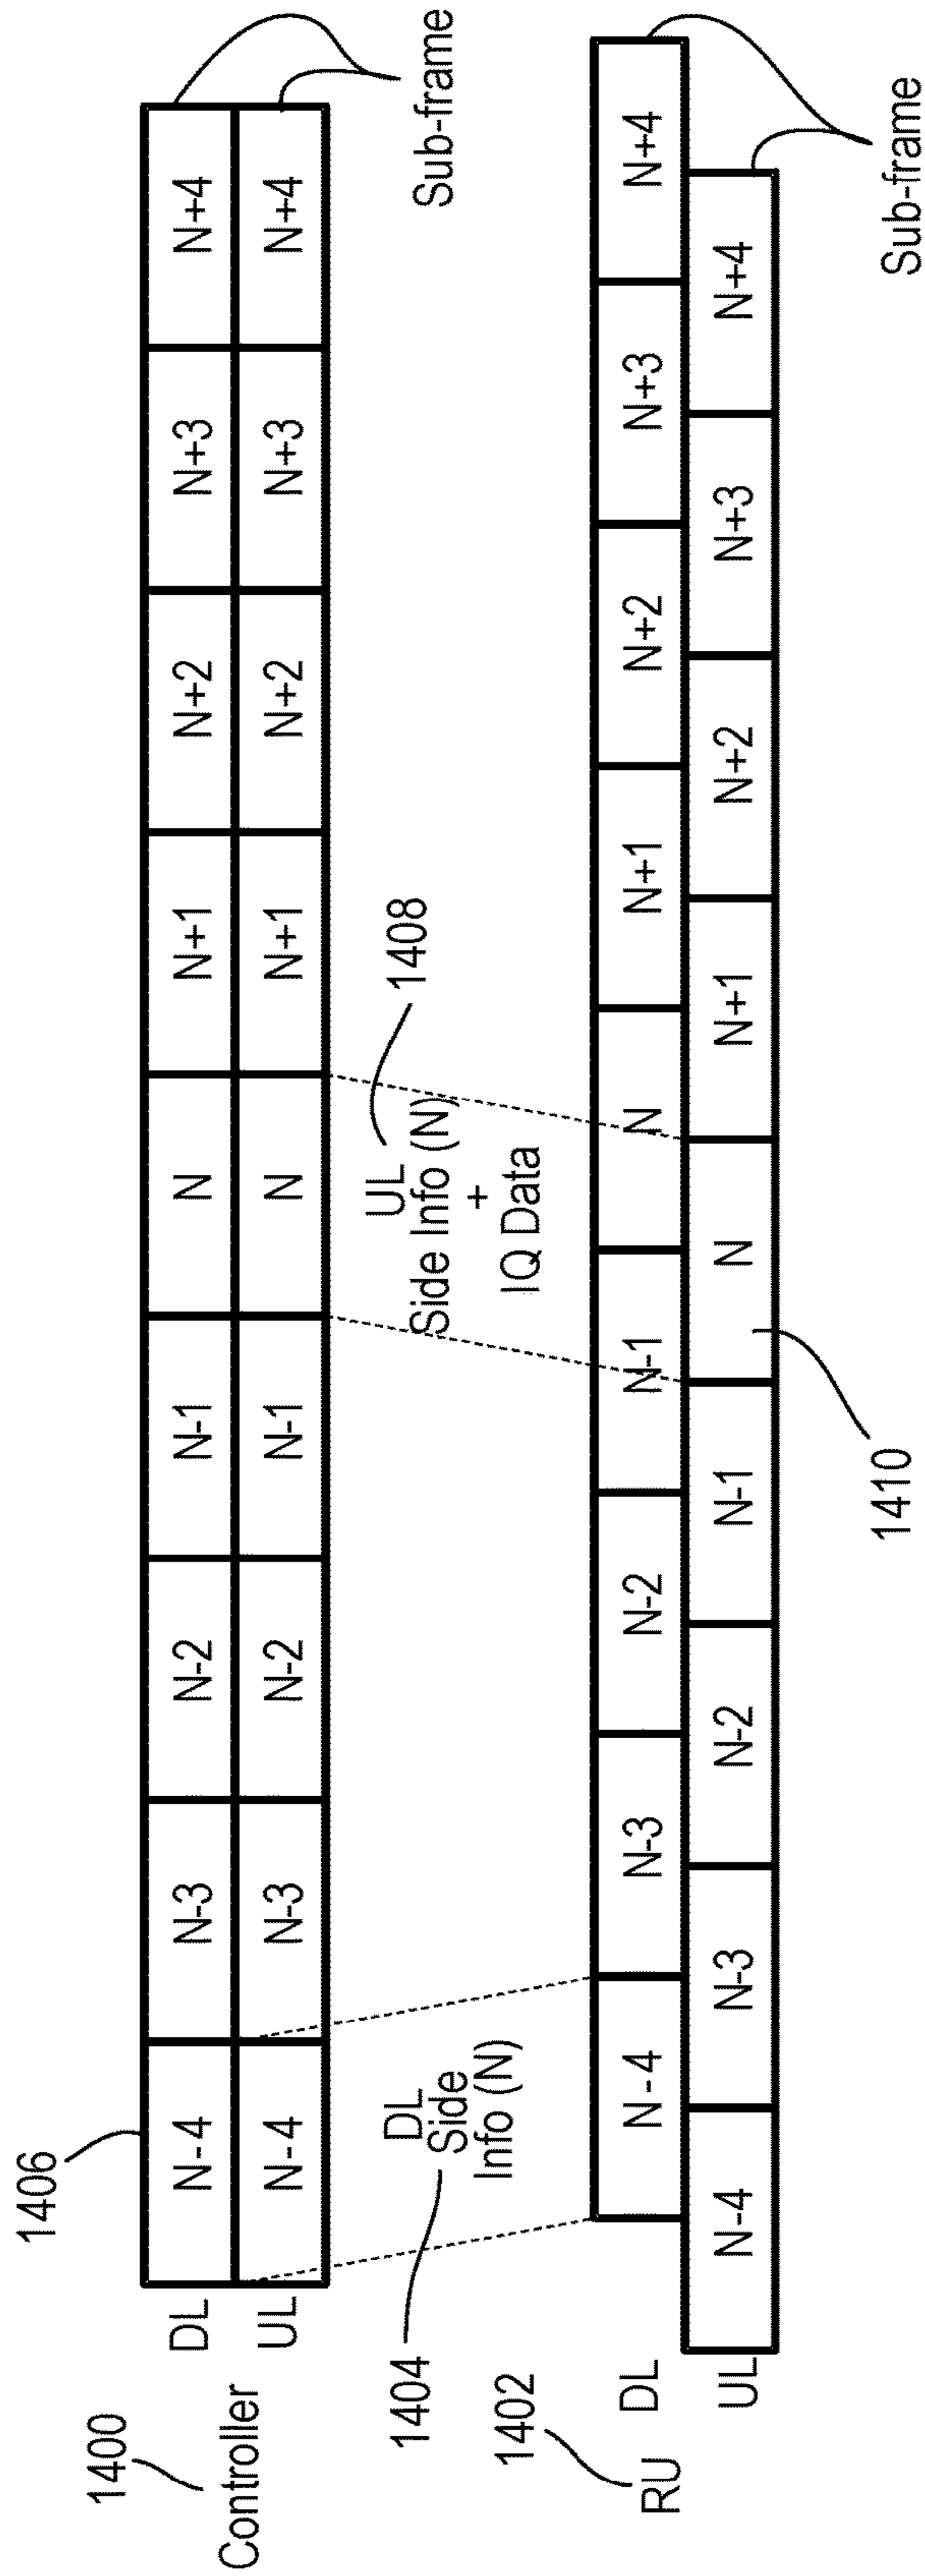 1400
Controller
1406
DL N-4 N-3 N-2 N-1 N N+1 N+2 N+3 N+4
UL N-4 N-3 N-2 N-1 N N+1 N+2 N+3 N+4
Sub-frame
1404
DL
Side
Info (N)
UL
Side Info (N)
+
IQ Data
1408
1402
RU
DL N-4 N-3 N-2 N-1 N N+1 N+2 N+3 N+4
UL N-4 N-3 N-2 N-1 N N+1 N+2 N+3 N+4
1410
Sub-frame